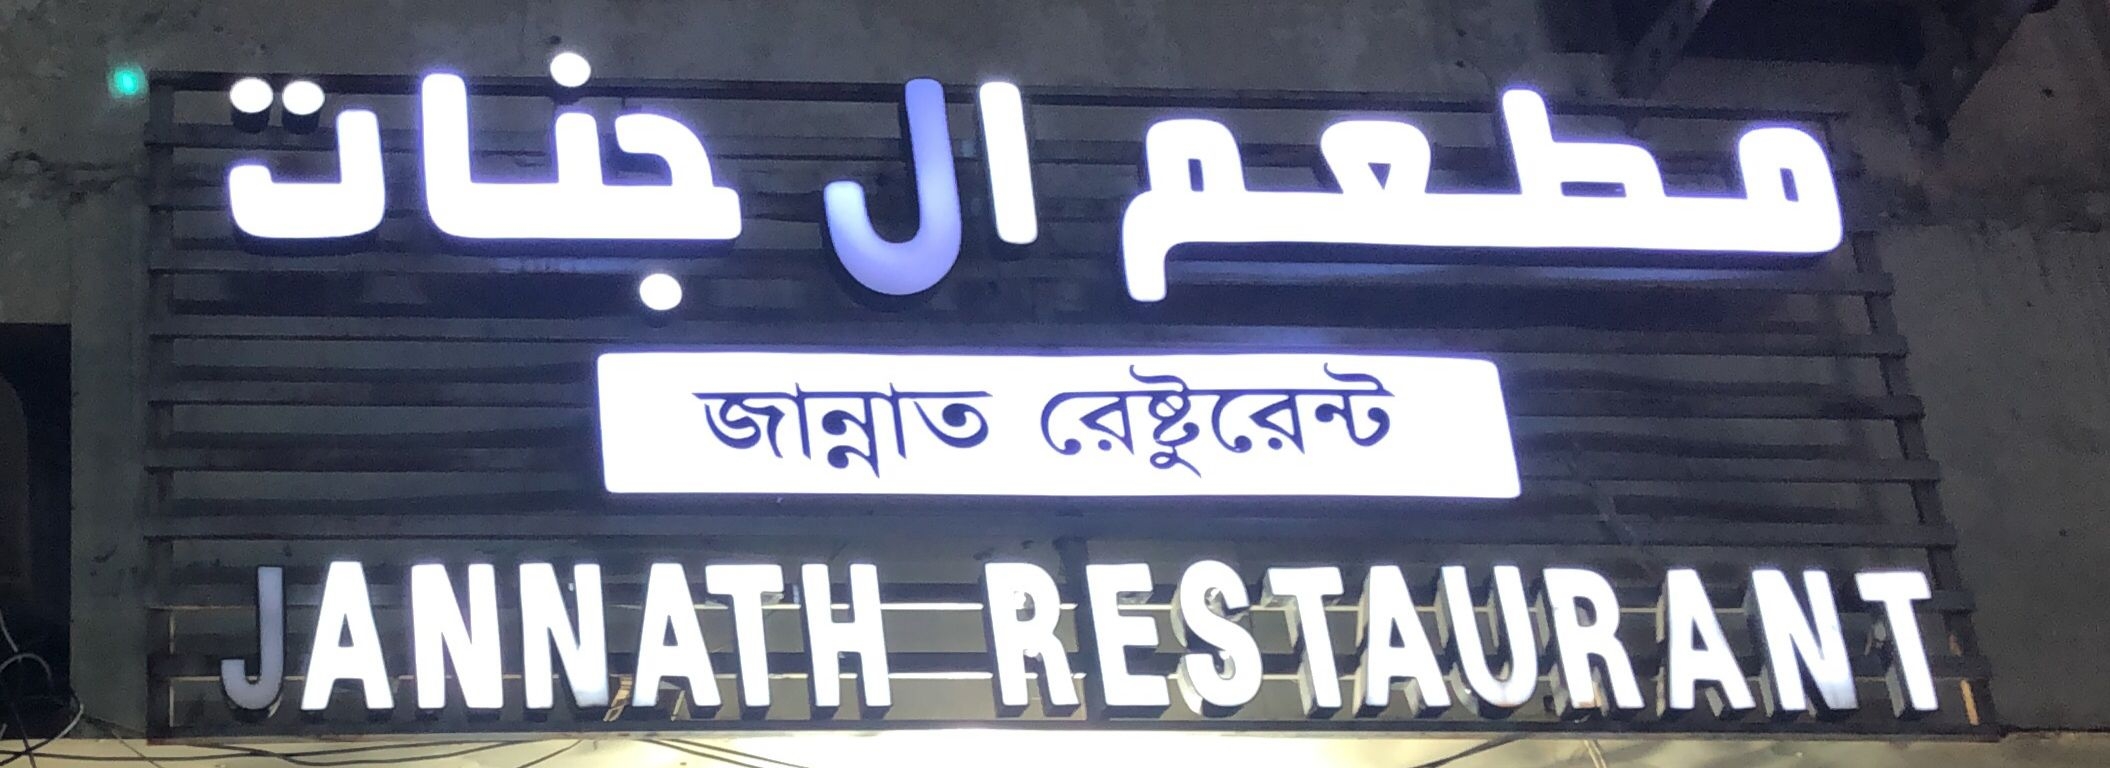 مطعم ال جنات
জান্নাত রেষ্টুরেন্ট
JANNATH RESTAURANT